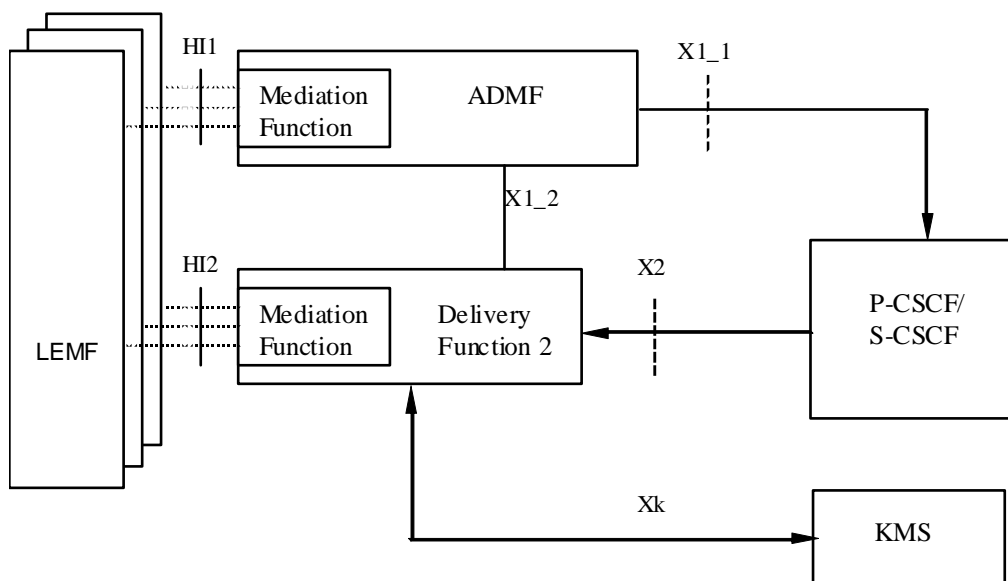 HI1
X1_1
Mediation
Function
ADMF
X1_2
HI2
X2
Mediation
Function
Delivery
Function 2
P-CSCF/
S-CSCF
LEMF
Xk
KMS